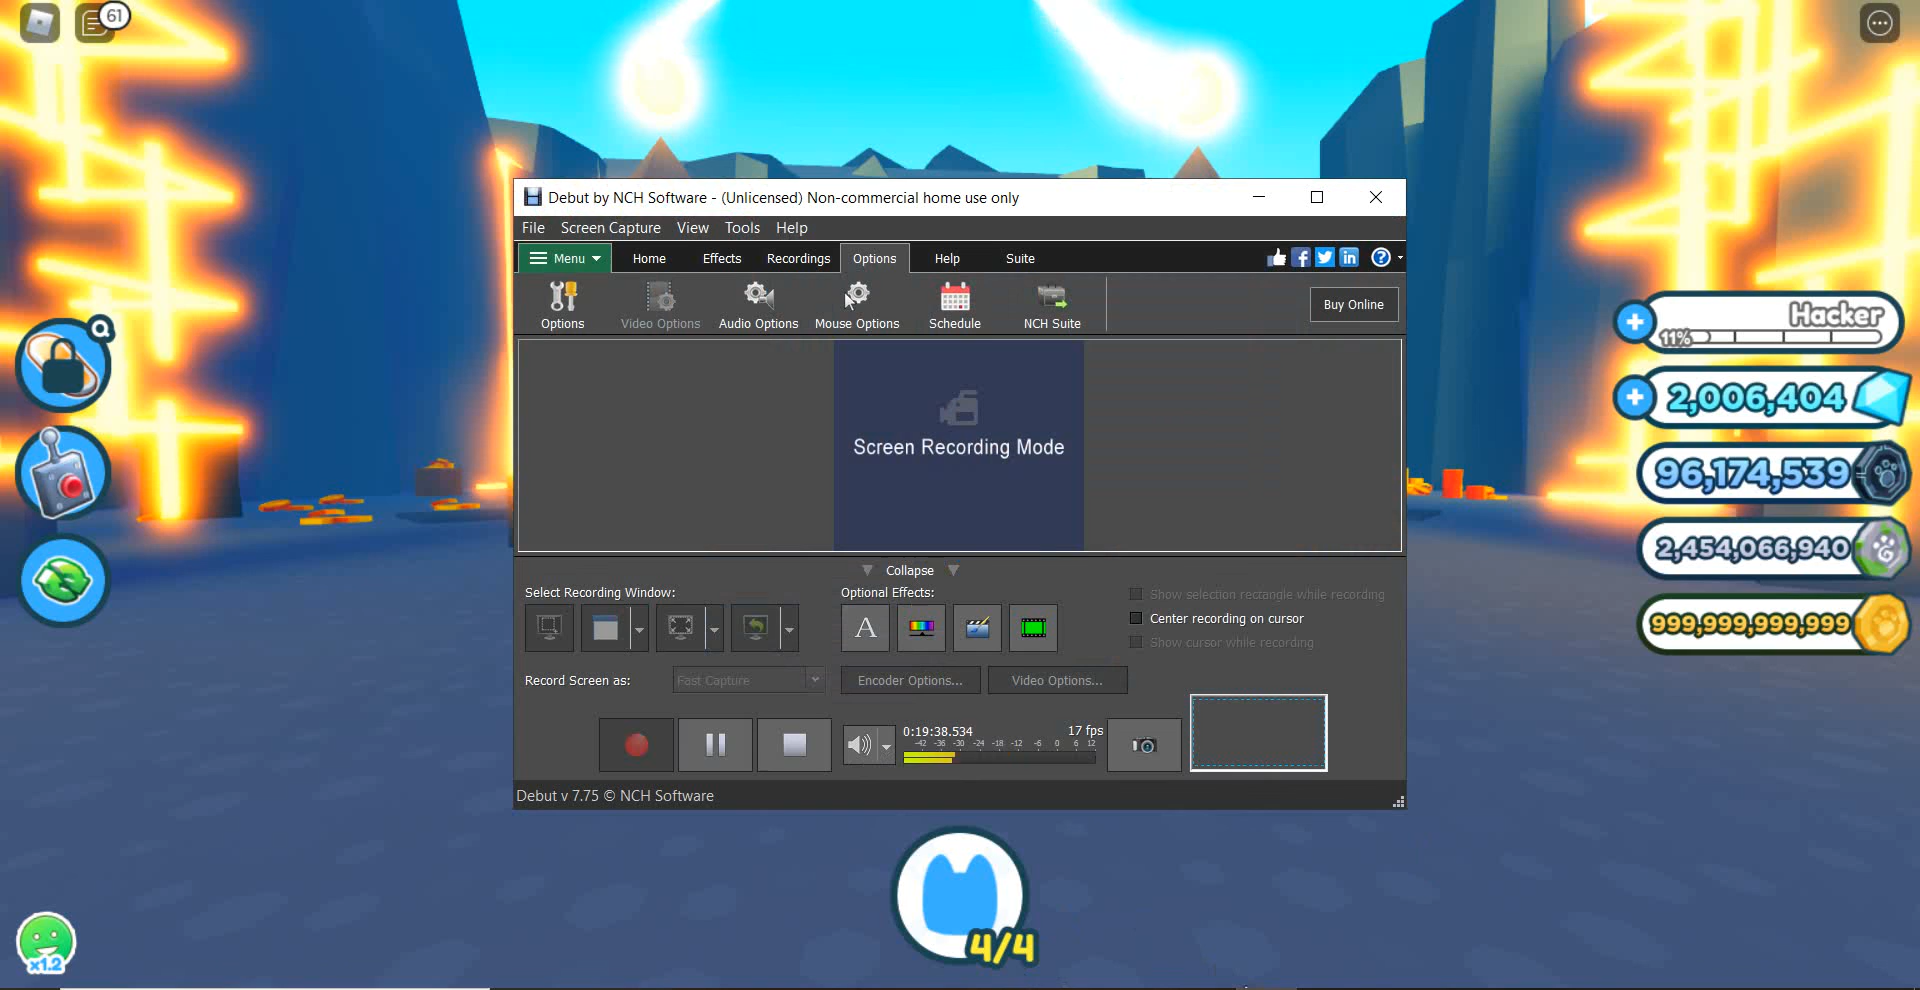 61
Debut by NCH Software - (Unlicensed) Non-commercial home use only
File Screen Capture View Tools Help
Menu Home Effects Recordings Options Help Suite
Options Video Options Audio Options Mouse Options Schedule NCH Suite Buy Online
Screen Recording Mode
Collapse
Select Recording Window: Optional Effects:
Show selection rectangle while recording
A
Center recording on cursor
Show cursor while recording
Record Screen as: Fast Capture Encoder Options... Video Options...
0:19:38.534 17 fps
-42 -36 -30 -24 -18 -12 -6 0 6 12
Debut v 7.75 © NCH Software
Hacker
11%
2,006,404
96,174,539
2,454,066,940
G
999,999,999,999
4/4
x1.2